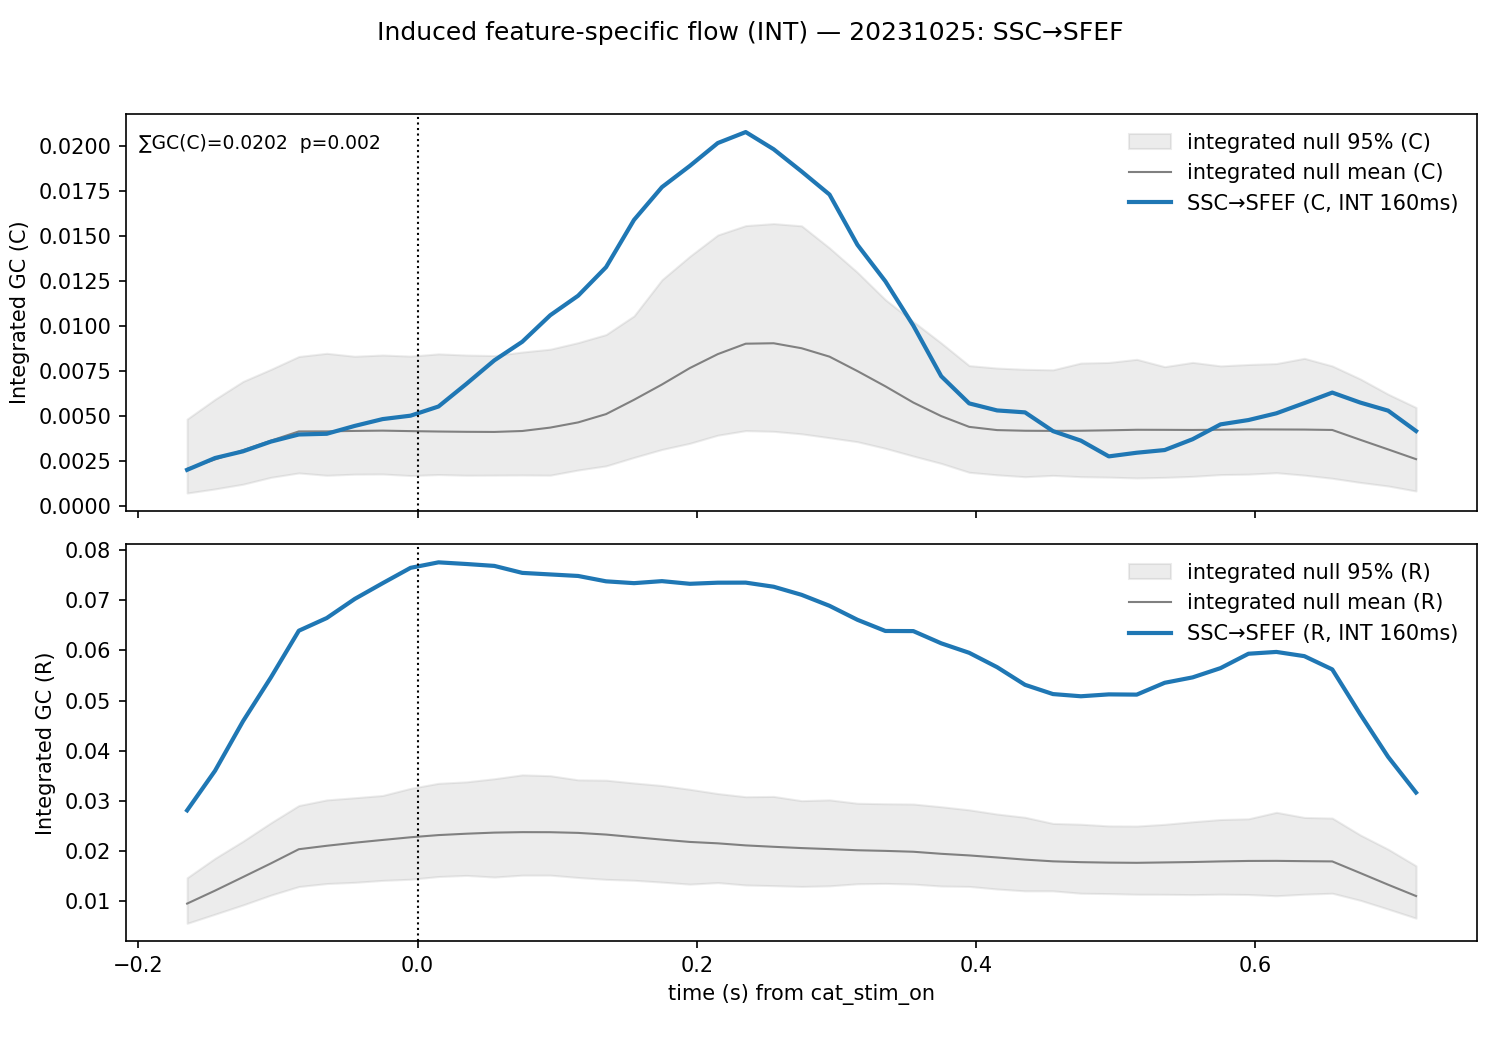 Induced feature-specific flow (INT) — 20231025: SSC→SFEF
∑GC(C)=0.0202  p=0.002
integrated null 95% (C)
integrated null mean (C)
SSC→SFEF (C, INT 160ms)
Integrated GC (C)
0.0200
0.0175
0.0150
0.0125
0.0100
0.0075
0.0050
0.0025
0.0000
integrated null 95% (R)
integrated null mean (R)
SSC→SFEF (R, INT 160ms)
Integrated GC (R)
0.08
0.07
0.06
0.05
0.04
0.03
0.02
0.01
−0.2 0.0 0.2 0.4 0.6
time (s) from cat_stim_on